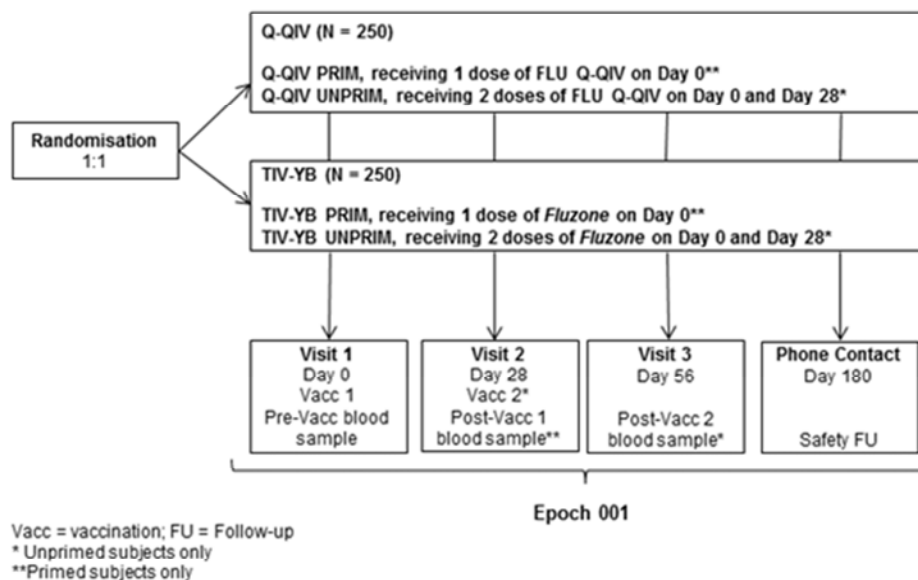 Q-QIV (N = 250)
Q-QIV PRIM, receiving 1 dose of FLU Q-QIV on Day 0**
Q-QIV UNPRIM, receiving 2 doses of FLU Q-QIV on Day 0 and Day 28*
Randomisation
1:1
TIV-YB (N = 250)
TIV-YB PRIM, receiving 1 dose of Fluzone on Day 0**
TIV-YB UNPRIM, receiving 2 doses of Fluzone on Day 0 and Day 28*
Visit 1
Day 0
Vacc 1
Pre-Vacc blood
sample
Visit 2
Day 28
Vacc 2*
Post-Vacc 1
blood sample**
Visit 3
Day 56
Post-Vacc 2
blood sample*
Phone Contact
Day 180
Safety FU
Epoch 001
Vacc = vaccination; FU = Follow-up
* Unprimed subjects only
**Primed subjects only